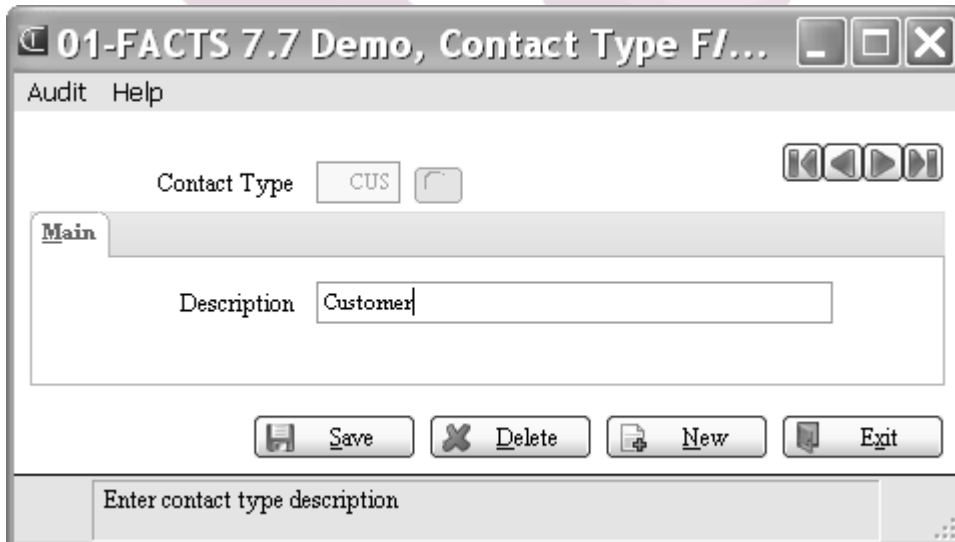 01-FACTS 7.7 Demo, Contact Type F/...
Audit Help
Contact Type CUS
Main
Description Customer
Save Delete New Exit
Enter contact type description